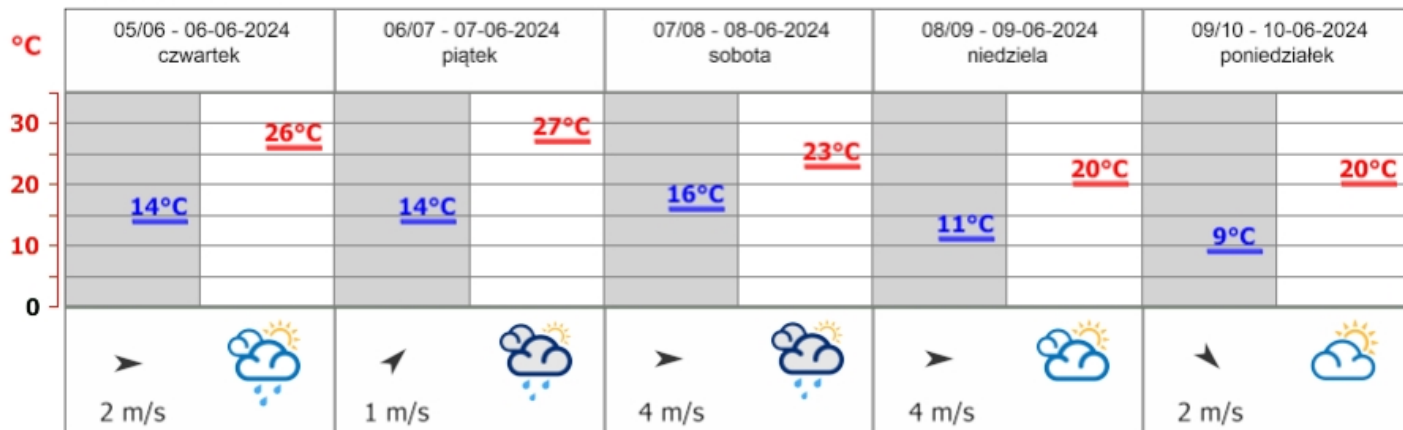 °C
05/06 - 06-06-2024
czwartek
06/07 - 07-06-2024
piątek
07/08 - 08-06-2024
sobota
08/09 - 09-06-2024
niedziela
09/10 - 10-06-2024
poniedziałek
30
20
10
0
14°C
26°C
14°C
27°C
16°C
23°C
11°C
20°C
9°C
20°C
2 m/s
1 m/s
4 m/s
4 m/s
2 m/s